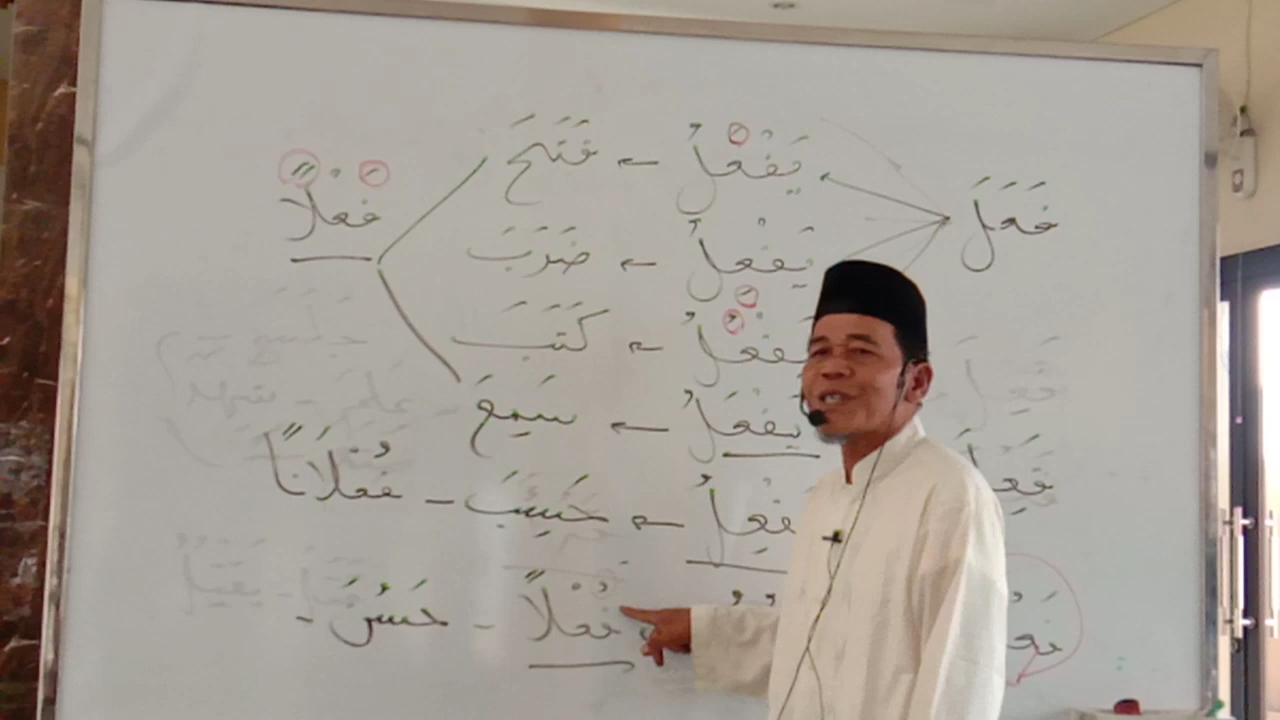 فَعَلَ يَفْعَلُ ← فَتَحَ فَعْلًا
يَفْعِلُ ← ضَرَبَ
يَفْعُلُ ← كَتَبَ
يَفْعَلُ ← سَمِعَ
فَعِلَ يَفْعِلُ ← حَسِبَ - فُعْلَانًا
فُعْلًا - حَسُنَ -